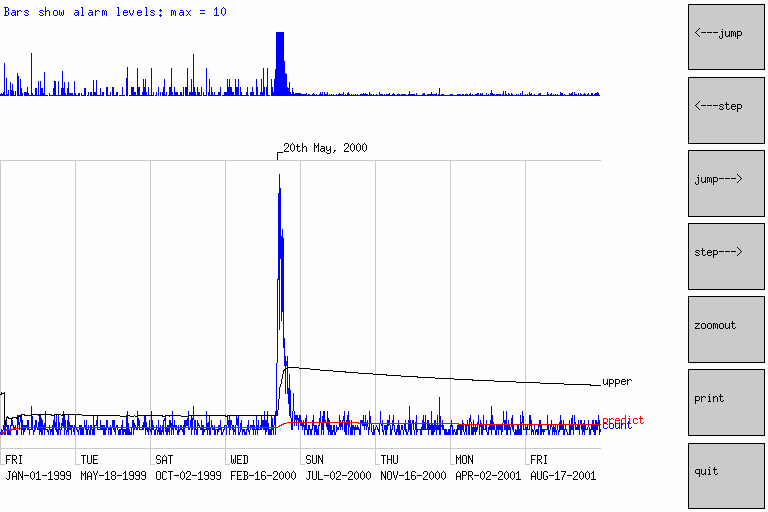 Bars show alarm levels: max = 10
<---jump
<---step
20th May, 2000
jump--->
step--->
zoomout
upper
predict
count
print
FRI TUE SAT WED SUN THU MON FRI
JAN-01-1999 MAY-18-1999 OCT-02-1999 FEB-16-2000 JUL-02-2000 NOV-16-2000 APR-02-2001 AUG-17-2001
quit